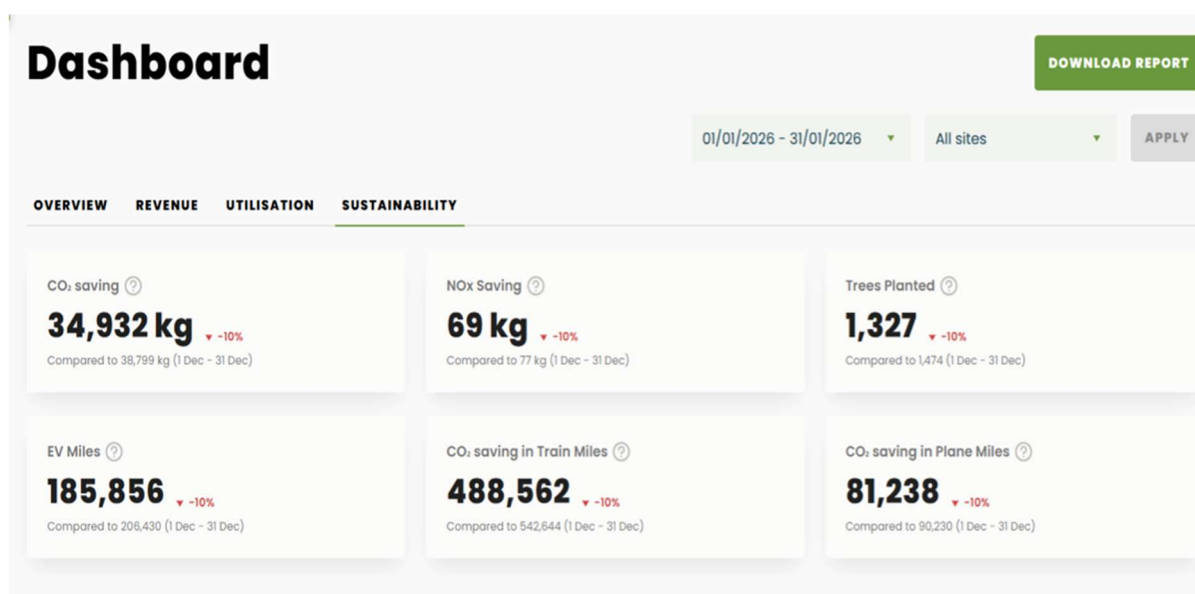 Dashboard
DOWNLOAD REPORT
01/01/2026 - 31/01/2026 All sites APPLY
OVERVIEW REVENUE UTILISATION SUSTAINABILITY
CO₂ saving ?
34,932 kg ▼ -10%
Compared to 38,799 kg (1 Dec - 31 Dec)
NOx Saving ?
69 kg ▼ -10%
Compared to 77 kg (1 Dec - 31 Dec)
Trees Planted ?
1,327 ▼ -10%
Compared to 1,474 (1 Dec - 31 Dec)
EV Miles ?
185,856 ▼ -10%
Compared to 206,430 (1 Dec - 31 Dec)
CO₂ saving in Train Miles ?
488,562 ▼ -10%
Compared to 542,644 (1 Dec - 31 Dec)
CO₂ saving in Plane Miles ?
81,238 ▼ -10%
Compared to 90,230 (1 Dec - 31 Dec)